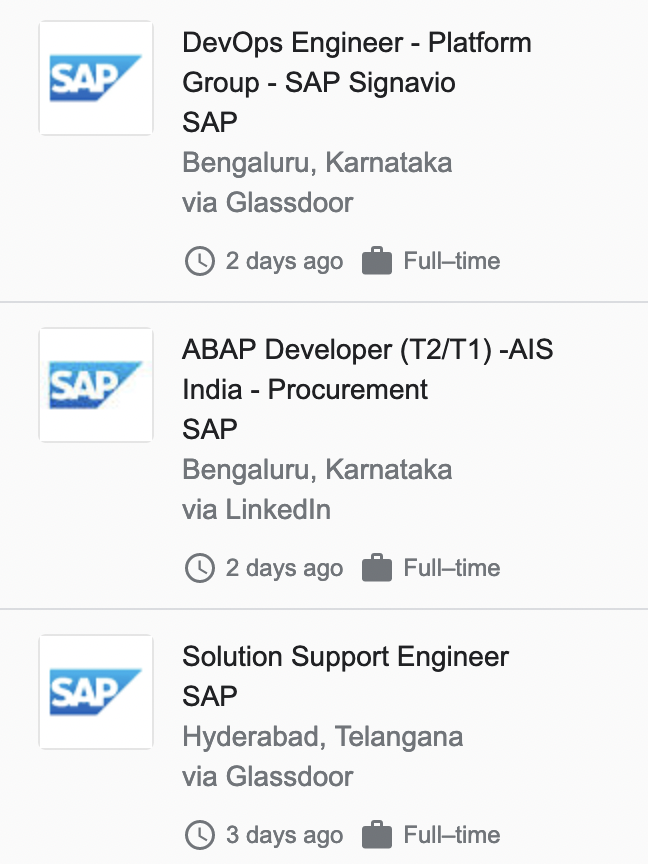 SAP
DevOps Engineer - Platform
Group - SAP Signavio
SAP
Bengaluru, Karnataka
via Glassdoor
2 days ago Full–time
SAP
ABAP Developer (T2/T1) -AIS
India - Procurement
SAP
Bengaluru, Karnataka
via LinkedIn
2 days ago Full–time
SAP
Solution Support Engineer
SAP
Hyderabad, Telangana
via Glassdoor
3 days ago Full–time